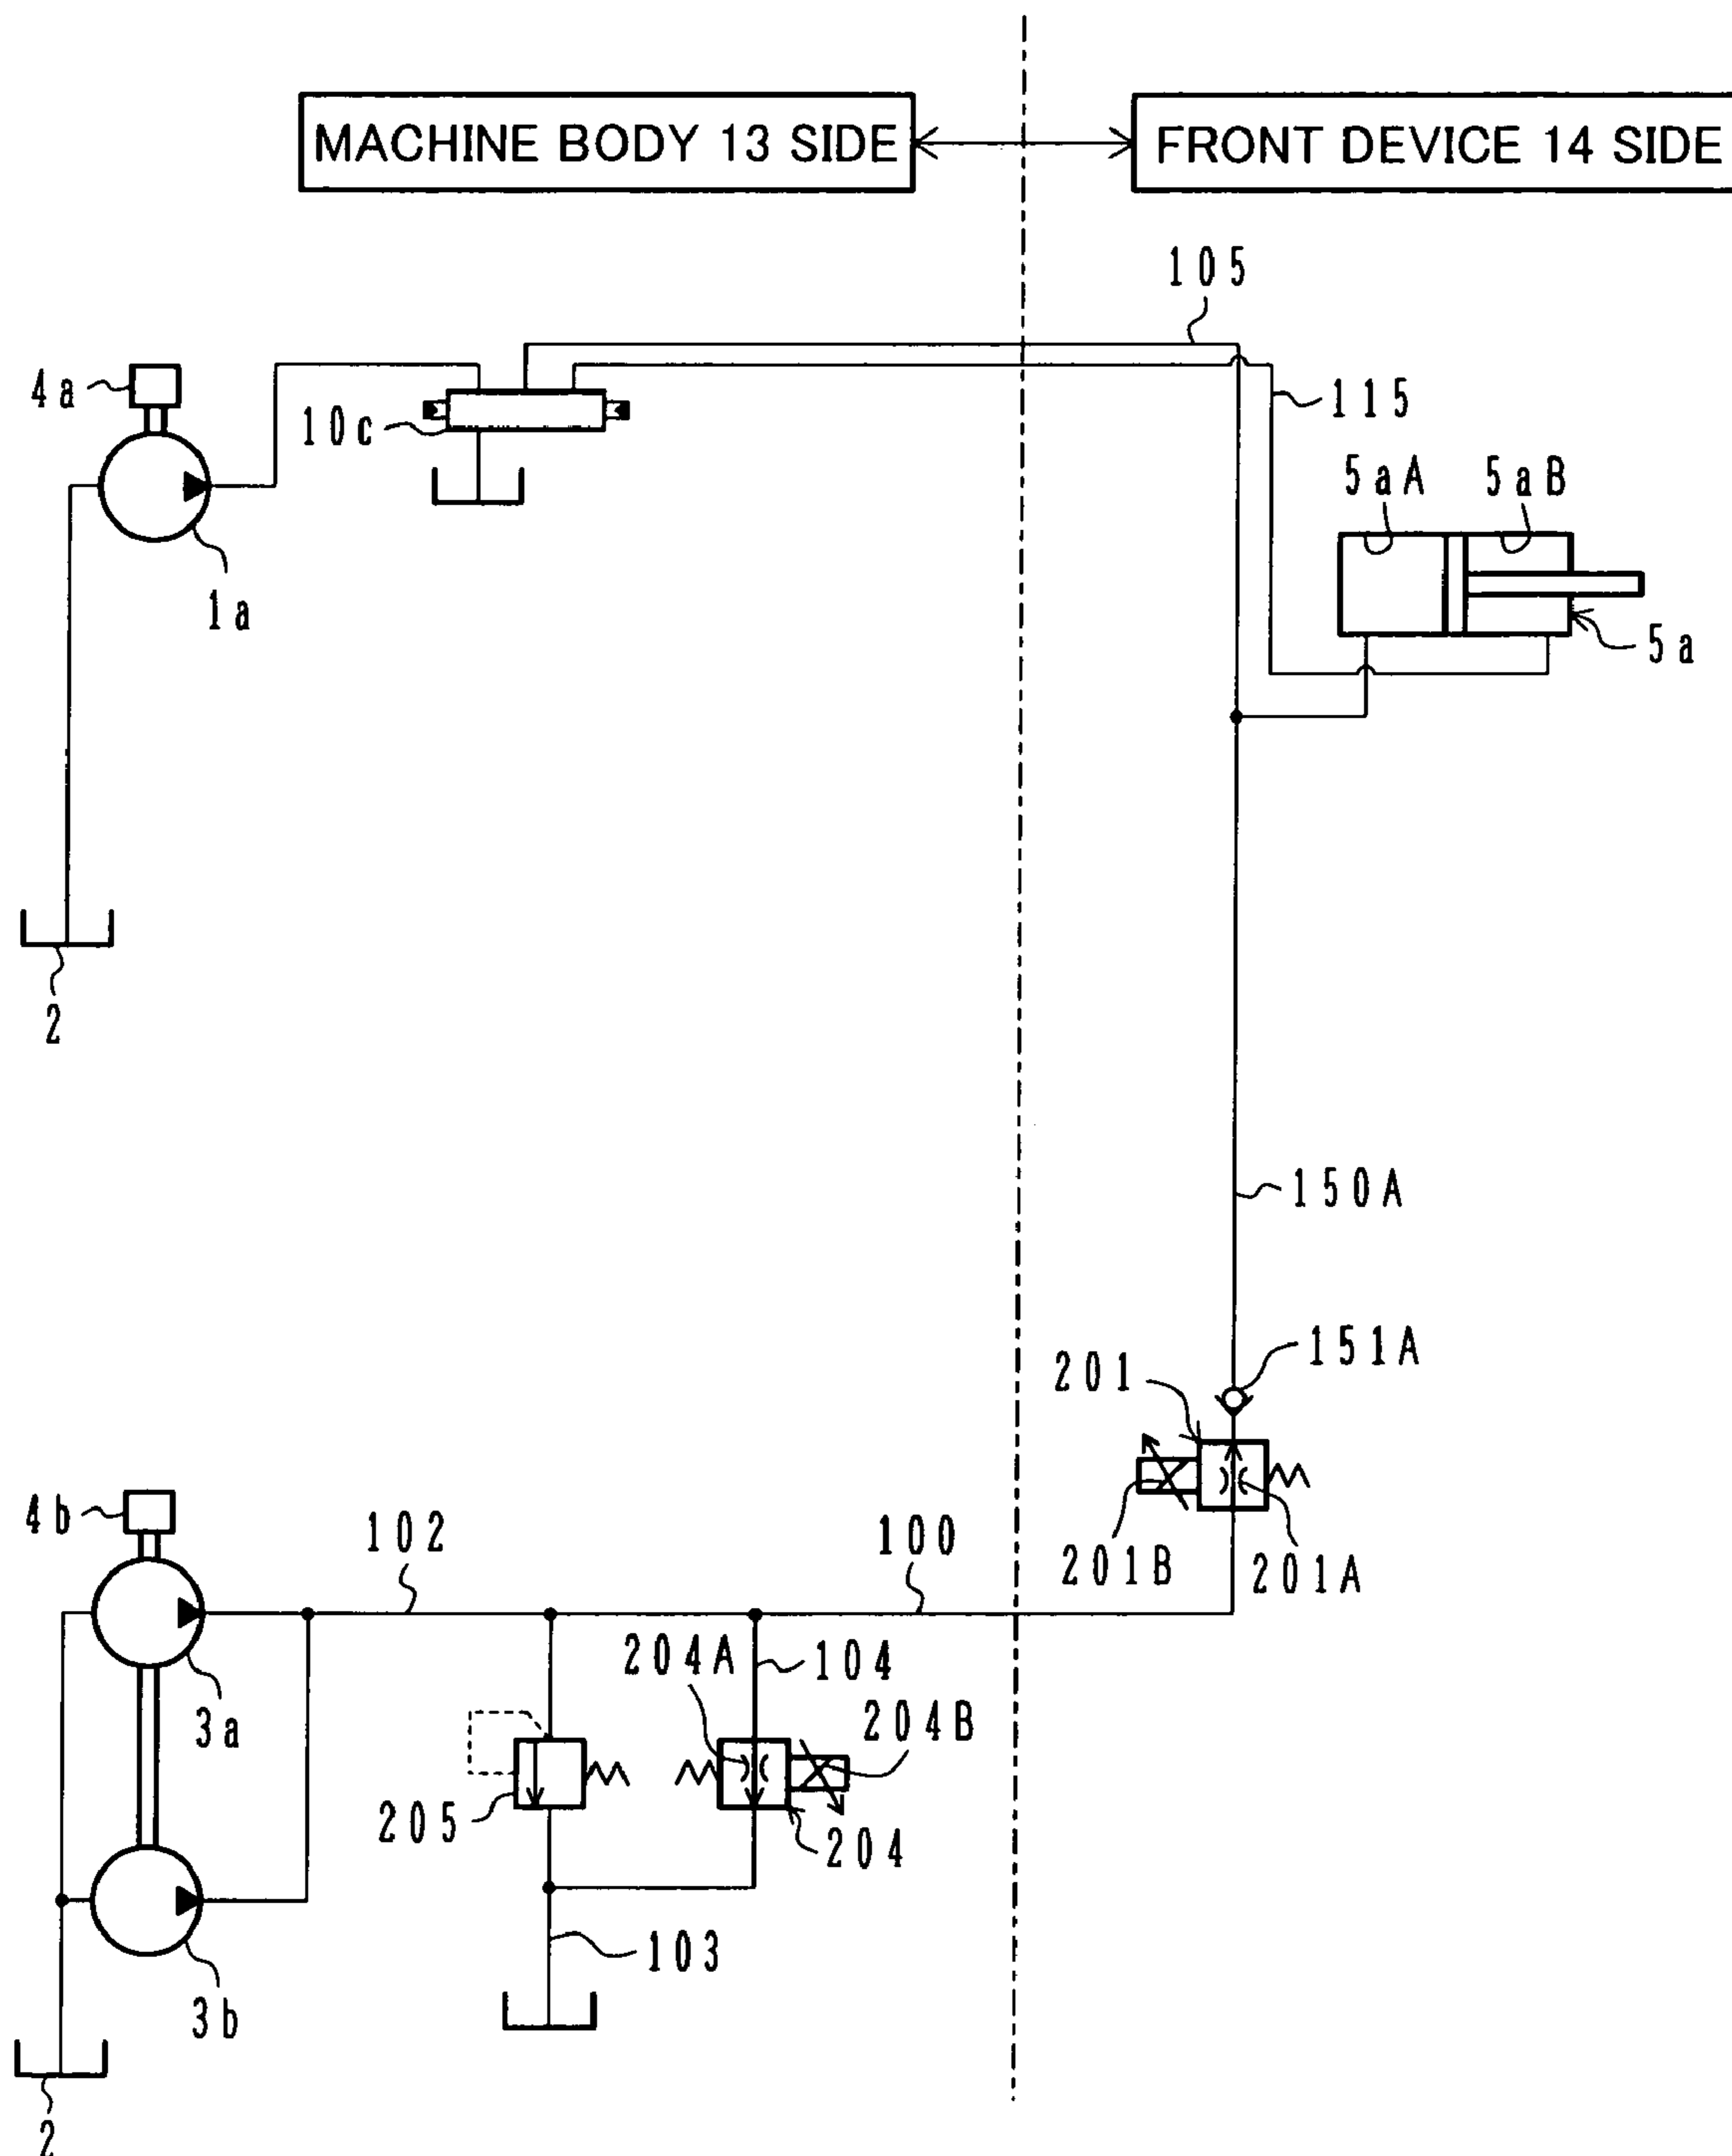 MACHINE BODY 13 SIDE
FRONT DEVICE 14 SIDE
105
4a
10c
115
1a
5aA
5aB
5a
2
150A
151A
201
4b
102
100
201B
201A
204A
104
204B
3a
205
204
103
3b
2